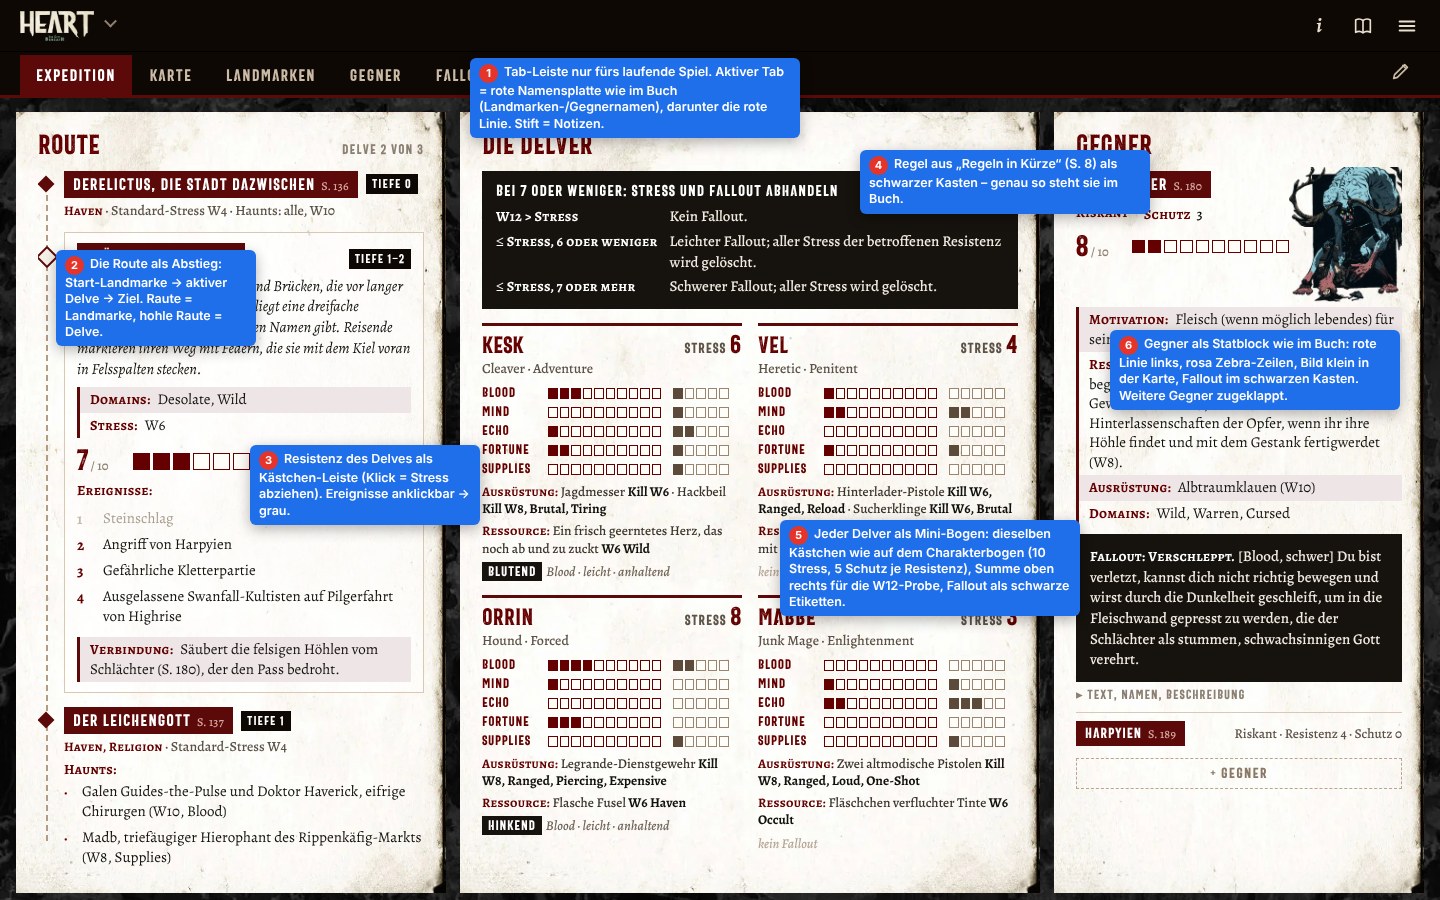 HEART
i
EXPEDITION
KARTE
LANDMARKEN
GEGNER
1 Tab-Leiste nur fürs laufende Spiel. Aktiver Tab
= rote Namensplatte wie im Buch
(Landmarken-/Gegnernamen), darunter die rote
Linie. Stift = Notizen.
ROUTE
DELVE 2 VON 3
DERELICTUS, DIE STADT DAZWISCHEN S. 136
TIEFE 0
HAVEN · Standard-Stress W4 · Haunts: alle, W10
TIEFE 1–2
2 Die Route als Abstieg:
Start-Landmarke → aktiver
Delve → Ziel. Raute =
Landmarke, hohle Raute =
Delve.
nd Brücken, die vor langer
liegt eine dreifache
en Namen gibt. Reisende
markieren ihren Weg mit Federn, die sie mit dem Kiel voran
in Felsspalten stecken.
DOMAINS: Desolate, Wild
STRESS: W6
7 / 10
3 Resistenz des Delves als
Kästchen-Leiste (Klick = Stress
abziehen). Ereignisse anklickbar →
grau.
EREIGNISSE:
1 Steinschlag
2 Angriff von Harpyien
3 Gefährliche Kletterpartie
4 Ausgelassene Swanfall-Kultisten auf Pilgerfahrt
von Highrise
VERBINDUNG: Säubert die felsigen Höhlen vom
Schlächter (S. 180), der den Pass bedroht.
DER LEICHENGOTT S. 137
TIEFE 1
HAVEN, RELIGION · Standard-Stress W4
HAUNTS:
· Galen Guides-the-Pulse und Doktor Haverick, eifrige
Chirurgen (W10, Blood)
· Madb, triefäugiger Hierophant des Rippenkäfig-Markts
(W8, Supplies)
DIE DELVER
BEI 7 ODER WENIGER: STRESS UND FALLOUT ABHANDELN
4 Regel aus „Regeln in Kürze“ (S. 8) als
schwarzer Kasten – genau so steht sie im
Buch.
W12 > STRESS Kein Fallout.
≤ STRESS, 6 ODER WENIGER Leichter Fallout; aller Stress der betroffenen Resistenz
wird gelöscht.
≤ STRESS, 7 ODER MEHR Schwerer Fallout; aller Stress wird gelöscht.
KESK STRESS 6
Cleaver · Adventure
BLOOD
MIND
ECHO
FORTUNE
SUPPLIES
AUSRÜSTUNG: Jagdmesser Kill W6 · Hackbeil
Kill W8, Brutal, Tiring
RESSOURCE: Ein frisch geerntetes Herz, das
noch ab und zu zuckt W6 Wild
BLUTEND Blood · leicht · anhaltend
VEL STRESS 4
Heretic · Penitent
BLOOD
MIND
ECHO
FORTUNE
SUPPLIES
AUSRÜSTUNG: Hinterlader-Pistole Kill W6,
Ranged, Reload · Sucherklinge Kill W6, Brutal
mit
5 Jeder Delver als Mini-Bogen: dieselben
Kästchen wie auf dem Charakterbogen (10
Stress, 5 Schutz je Resistenz), Summe oben
rechts für die W12-Probe, Fallout als schwarze
Etiketten.
ORRIN STRESS 8
Hound · Forced
BLOOD
MIND
ECHO
FORTUNE
SUPPLIES
AUSRÜSTUNG: Legrande-Dienstgewehr Kill
W8, Ranged, Piercing, Expensive
RESSOURCE: Flasche Fusel W6 Haven
HINKEND Blood · leicht · anhaltend
MABBE STRESS
Junk Mage · Enlightenment
BLOOD
MIND
ECHO
FORTUNE
SUPPLIES
AUSRÜSTUNG: Zwei altmodische Pistolen Kill
W8, Ranged, Loud, One-Shot
RESSOURCE: Fläschchen verfluchter Tinte W6
Occult
kein Fallout
GEGNER
S. 180
RISKANT · SCHUTZ 3
8 / 10
MOTIVATION: Fleisch (wenn möglich lebendes) für
6 Gegner als Statblock wie im Buch: rote
Linie links, rosa Zebra-Zeilen, Bild klein in
der Karte, Fallout im schwarzen Kasten.
Weitere Gegner zugeklappt.
Hinterlassenschaften der Opfer, wenn ihr ihre
Höhle findet und mit dem Gestank fertigwerdet
(W8).
AUSRÜSTUNG: Albtraumklauen (W10)
DOMAINS: Wild, Warren, Cursed
FALLOUT: VERSCHLEPPT. [Blood, schwer] Du bist
verletzt, kannst dich nicht richtig bewegen und
wirst durch die Dunkelheit geschleift, um in die
Fleischwand gepresst zu werden, die der
Schlächter als stummen, schwachsinnigen Gott
verehrt.
▸ TEXT, NAMEN, BESCHREIBUNG
HARPYIEN S. 189
Riskant · Resistenz 4 · Schutz 0
+ GEGNER